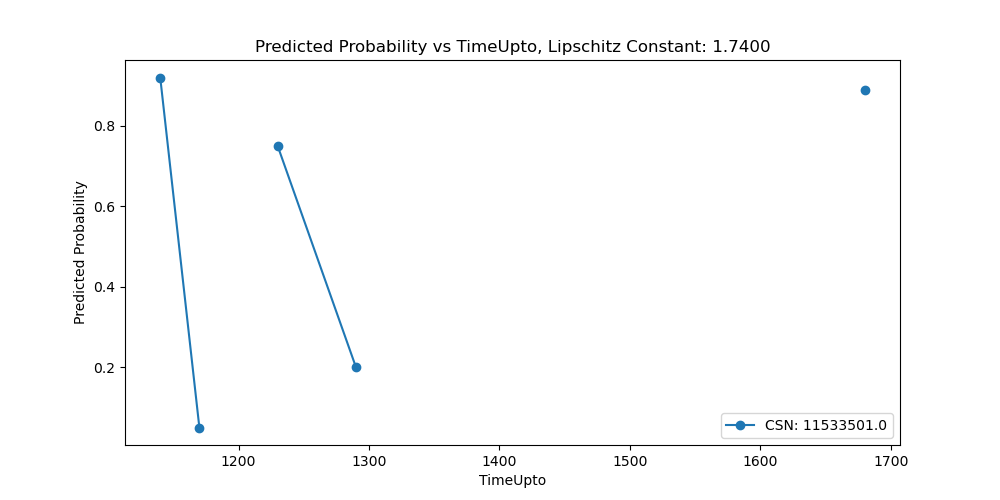 Predicted Probability vs TimeUpto, Lipschitz Constant: 1.7400
Predicted Probability
0.8
0.6
0.4
0.2
CSN: 11533501.0
1200 1300 1400 1500 1600 1700
TimeUpto